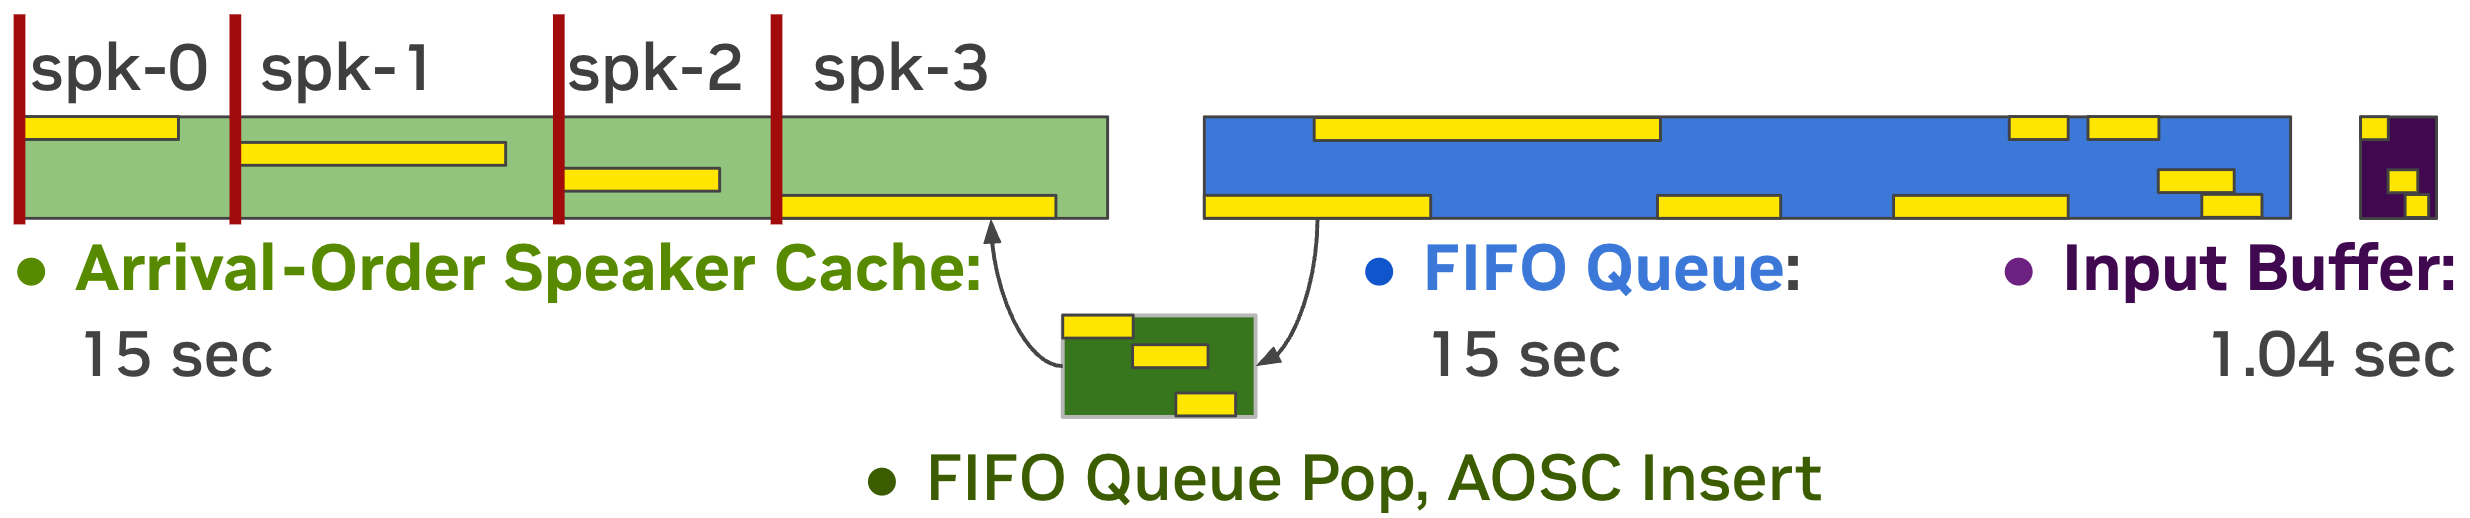 spk-0 spk-1 spk-2 spk-3
● Arrival-Order Speaker Cache:
15 sec
● FIFO Queue:
15 sec
● Input Buffer:
1.04 sec
● FIFO Queue Pop, AOSC Insert